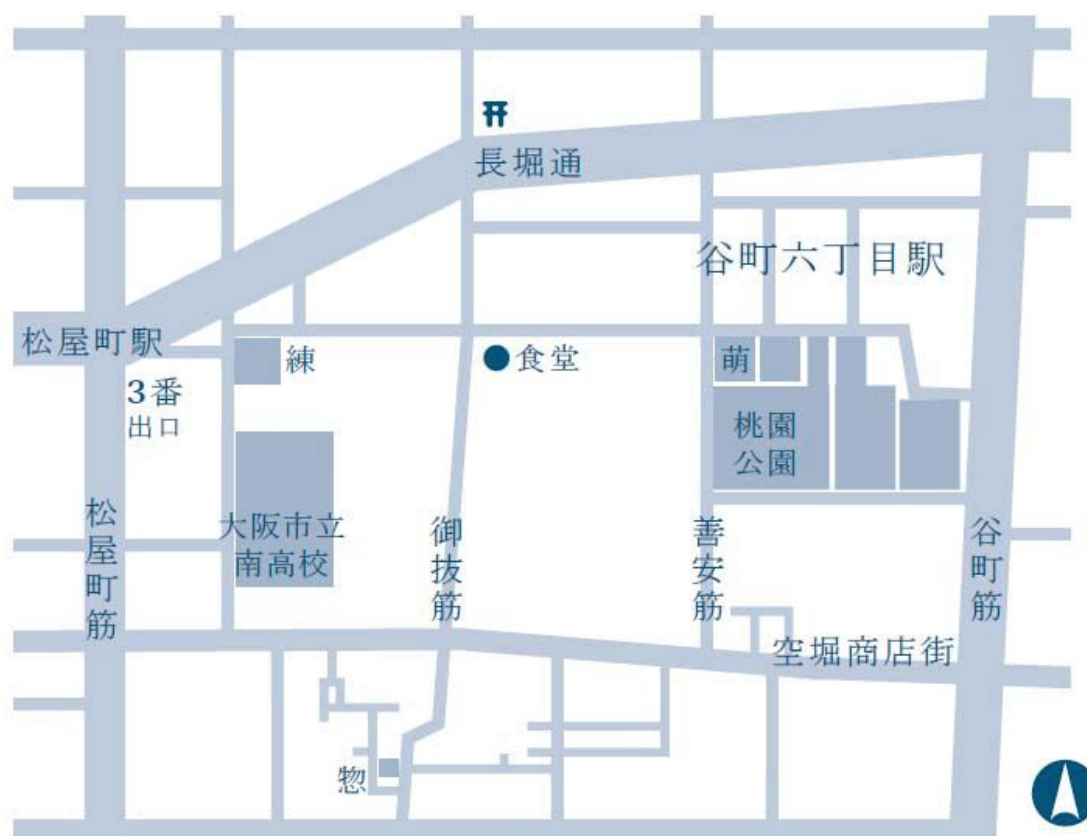 長堀通
谷町六丁目駅
松屋町駅
3番
出口
練
食堂
萌
桃園
公園
大阪市立
南高校
松屋町筋
御抜筋
善安筋
谷町筋
空堀商店街
惣